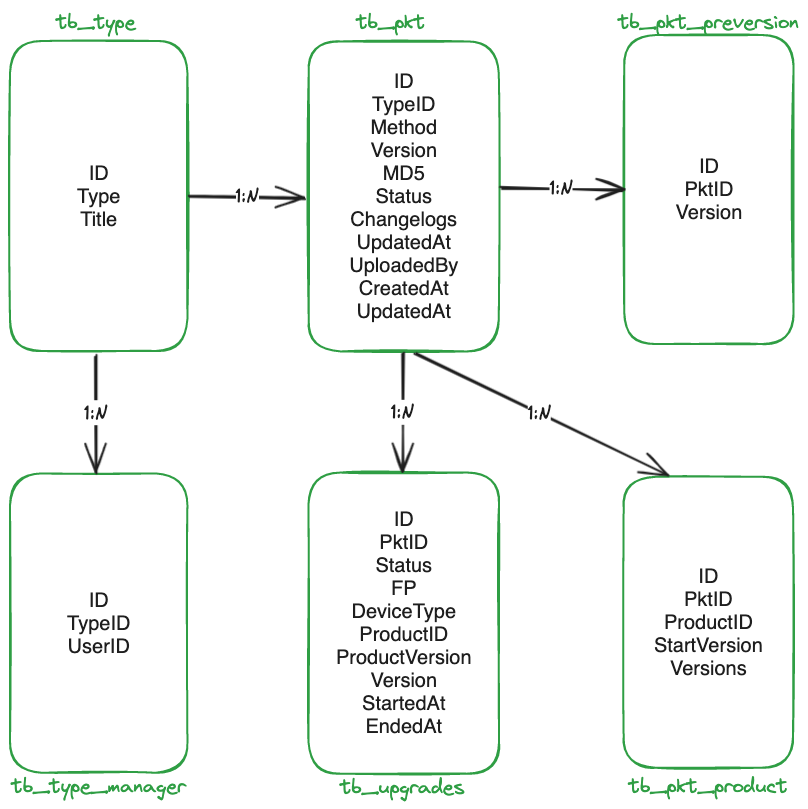 tb_type
ID
Type
Title
1:N
tb_pkt
ID
TypeID
Method
Version
MD5
Status
Changelogs
UpdatedAt
UploadedBy
CreatedAt
UpdatedAt
1:N
tb_pkt_preversion
ID
PktID
Version
1:N
1:N
1:N
ID
TypeID
UserID
tb_type_manager
ID
PktID
Status
FP
DeviceType
ProductID
ProductVersion
Version
StartedAt
EndedAt
tb_upgrades
ID
PktID
ProductID
StartVersion
Versions
tb_pkt_product